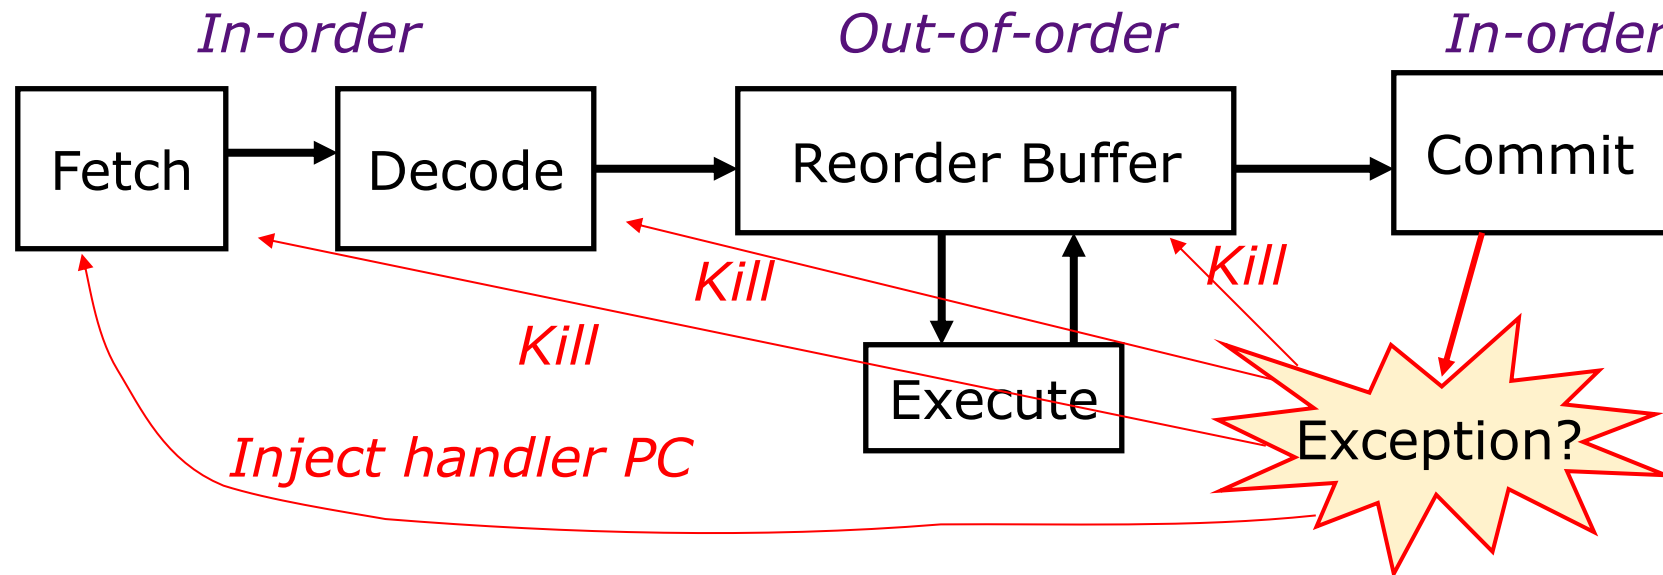 In-order Out-of-order In-order
Fetch Decode Reorder Buffer Commit
Kill Kill
Kill
Execute
Exception?
Inject handler PC